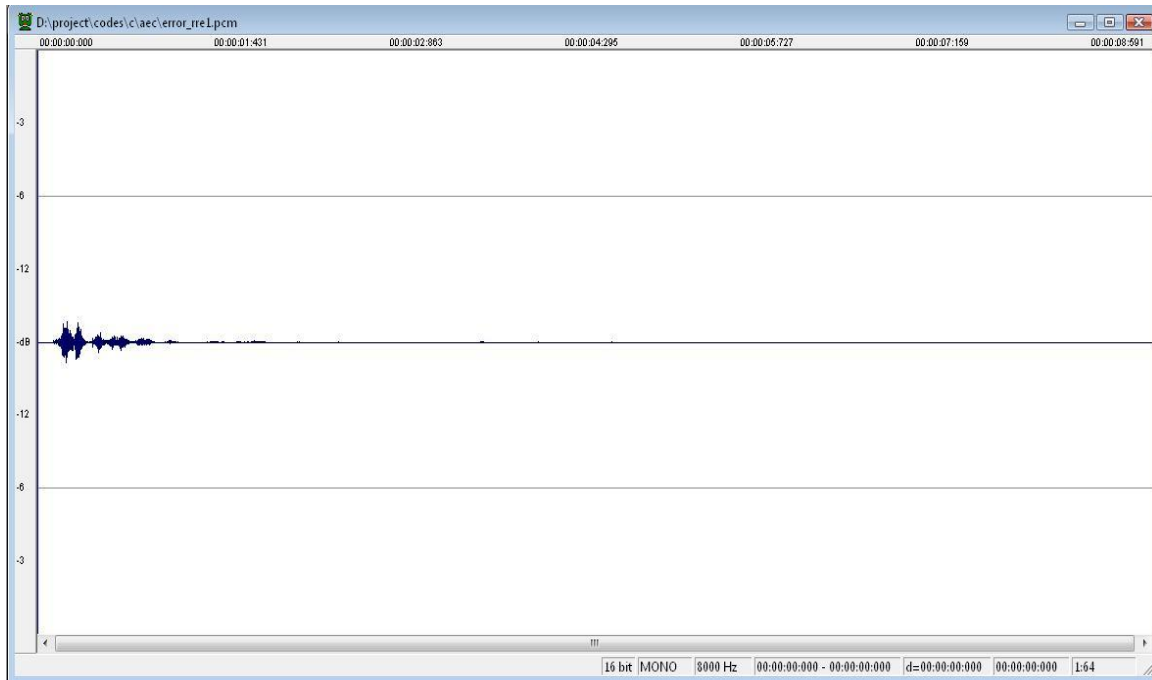 D:\project\codes\c\aec\error_rre1.pcm
00:00:00:000 00:00:01:431 00:00:02:863 00:00:04:295 00:00:05:727 00:00:07:159 00:00:08:591
-3
-6
-12
-dB
-12
-6
-3
16 bit MONO 8000 Hz 00:00:00:000 - 00:00:00:000 d=00:00:00:000 00:00:00:000 1:64